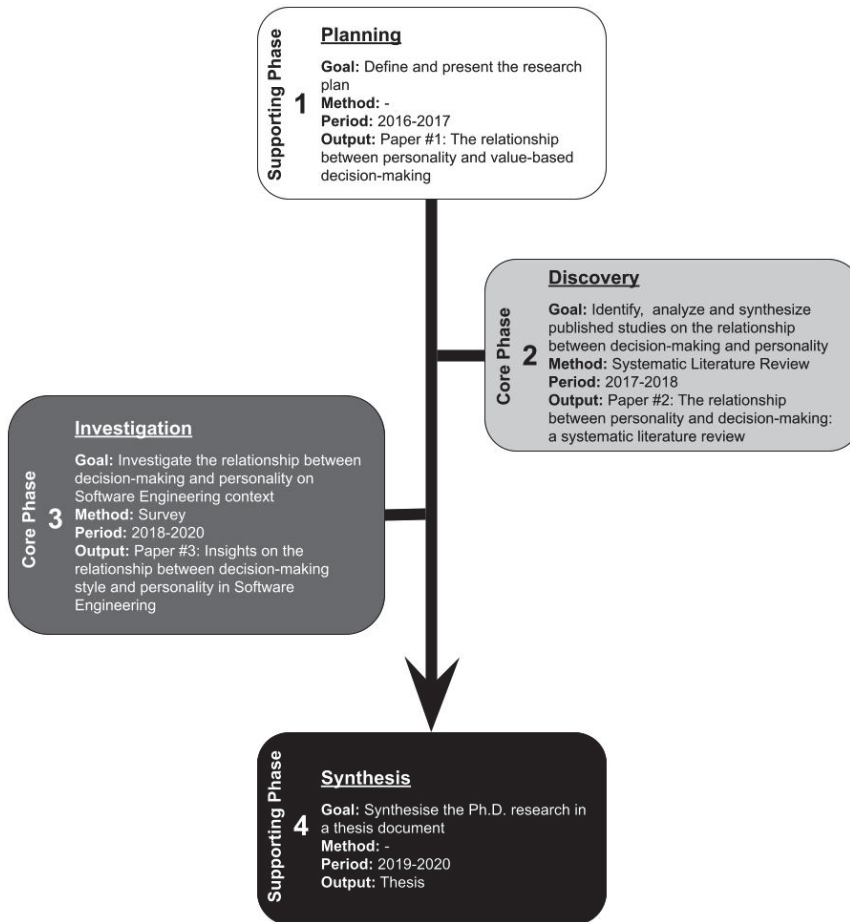 Supporting Phase
1
Planning
Goal: Define and present the research
plan
Method: -
Period: 2016-2017
Output: Paper #1: The relationship
between personality and value-based
decision-making
Core Phase
2
Discovery
Goal: Identify, analyze and synthesize
published studies on the relationship
between decision-making and personality
Method: Systematic Literature Review
Period: 2017-2018
Output: Paper #2: The relationship
between personality and decision-making:
a systematic literature review
Core Phase
3
Investigation
Goal: Investigate the relationship between
decision-making and personality on
Software Engineering context
Method: Survey
Period: 2018-2020
Output: Paper #3: Insights on the
relationship between decision-making
style and personality in Software
Engineering
Supporting Phase
4
Synthesis
Goal: Synthesise the Ph.D. research in
a thesis document
Method: -
Period: 2019-2020
Output: Thesis